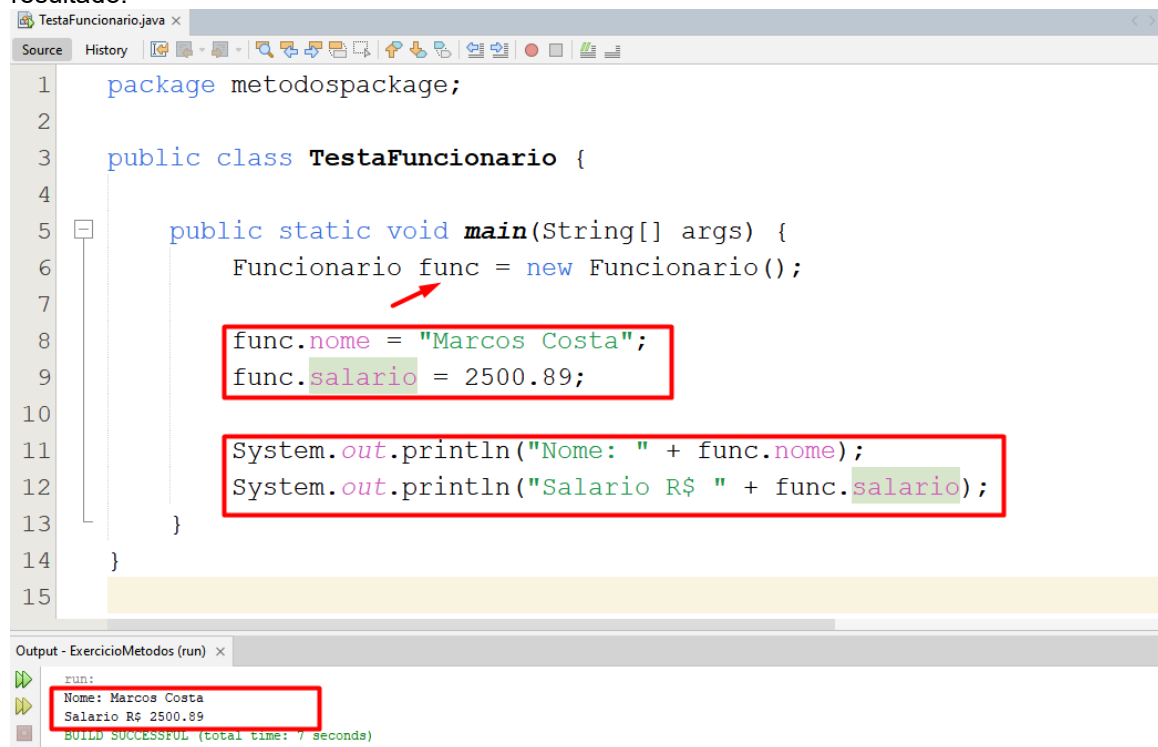 resultado:
TestaFuncionario.java ×
Source History
1 package metodospackage;
2
3 public class TestaFuncionario {
4
5 public static void main(String[] args) {
6 Funcionario func = new Funcionario();
7
8 func.nome = "Marcos Costa";
9 func.salario = 2500.89;
10
11 System.out.println("Nome: " + func.nome);
12 System.out.println("Salario R$ " + func.salario);
13 }
14 }
15
Output - ExercicioMetodos (run) ×
run:
Nome: Marcos Costa
Salario R$ 2500.89
BUILD SUCCESSFUL (total time: 7 seconds)